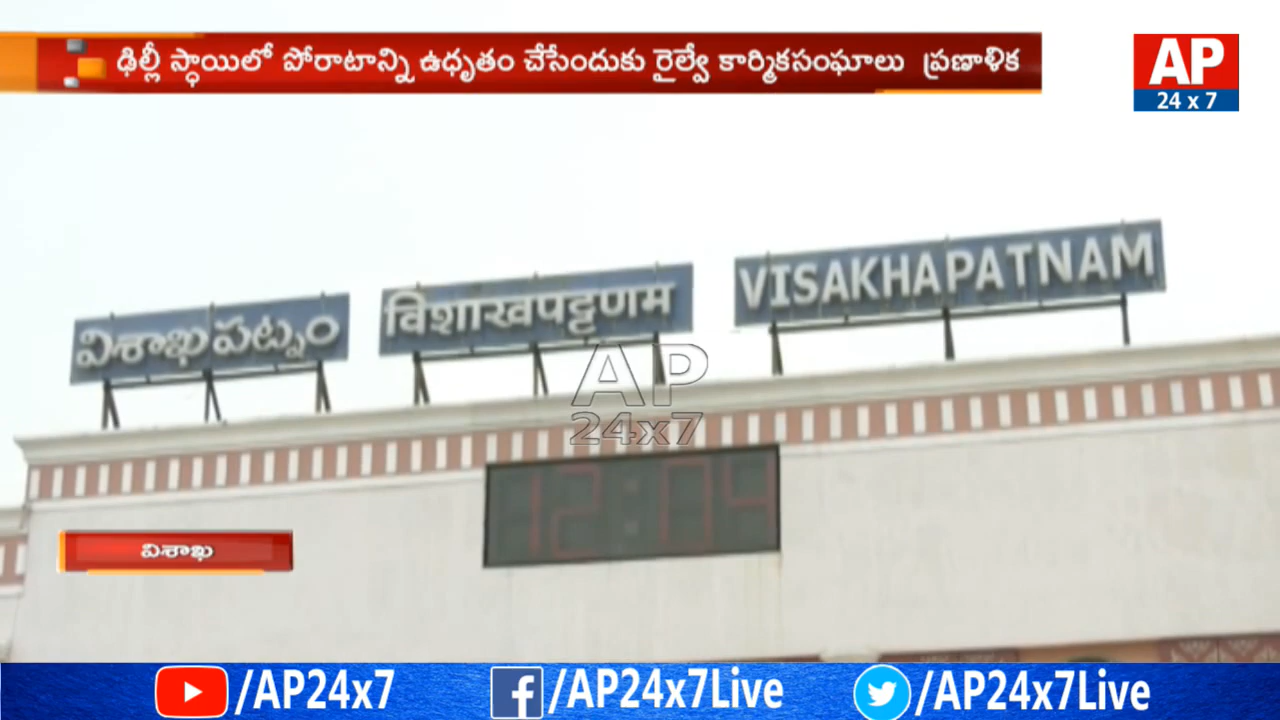 ఢిల్లీ స్ధాయిలో పోరాటాన్ని ఉధృతం చేసేందుకు రైల్వే కార్మికసంఘాలు ప్రణాళిక
AP
24 x 7
విశాఖపట్నం
विशाखपट्टणम
VISAKHAPATNAM
AP
24x7
12:04
విశాఖ
/AP24x7
/AP24x7Live
/AP24x7Live